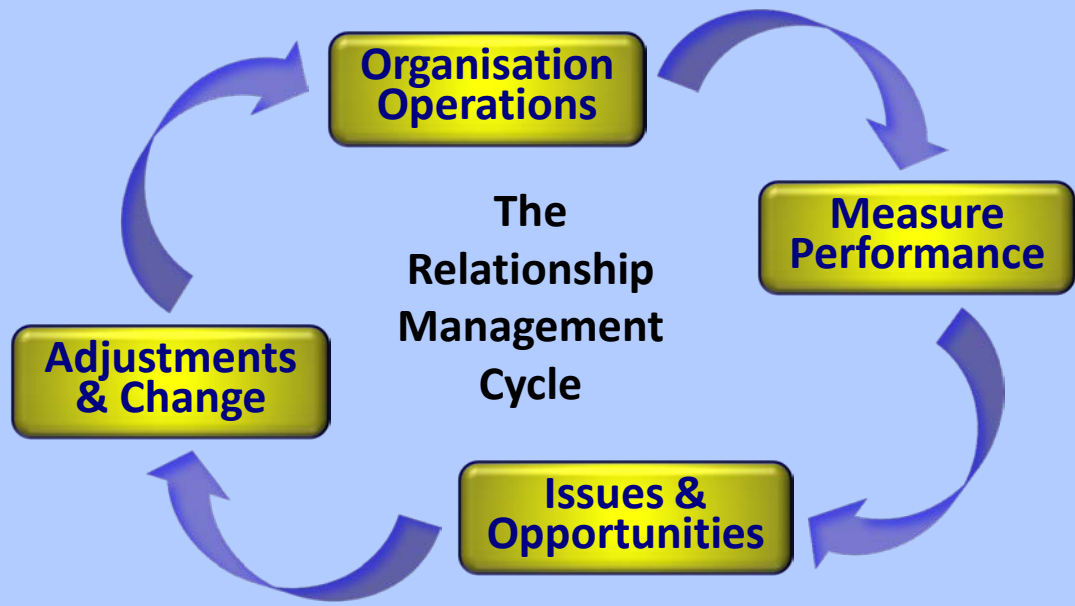 Organisation
Operations
Measure
Performance
The
Relationship
Management
Cycle
Adjustments
& Change
Issues &
Opportunities